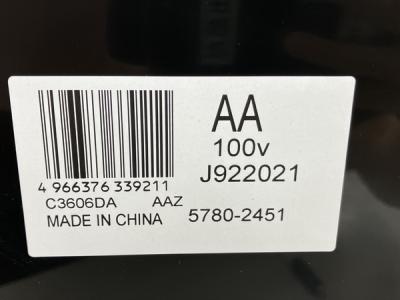 AA
100v
J922021
4 966376 339211
C3606DA AAZ
MADE IN CHINA 5780-2451